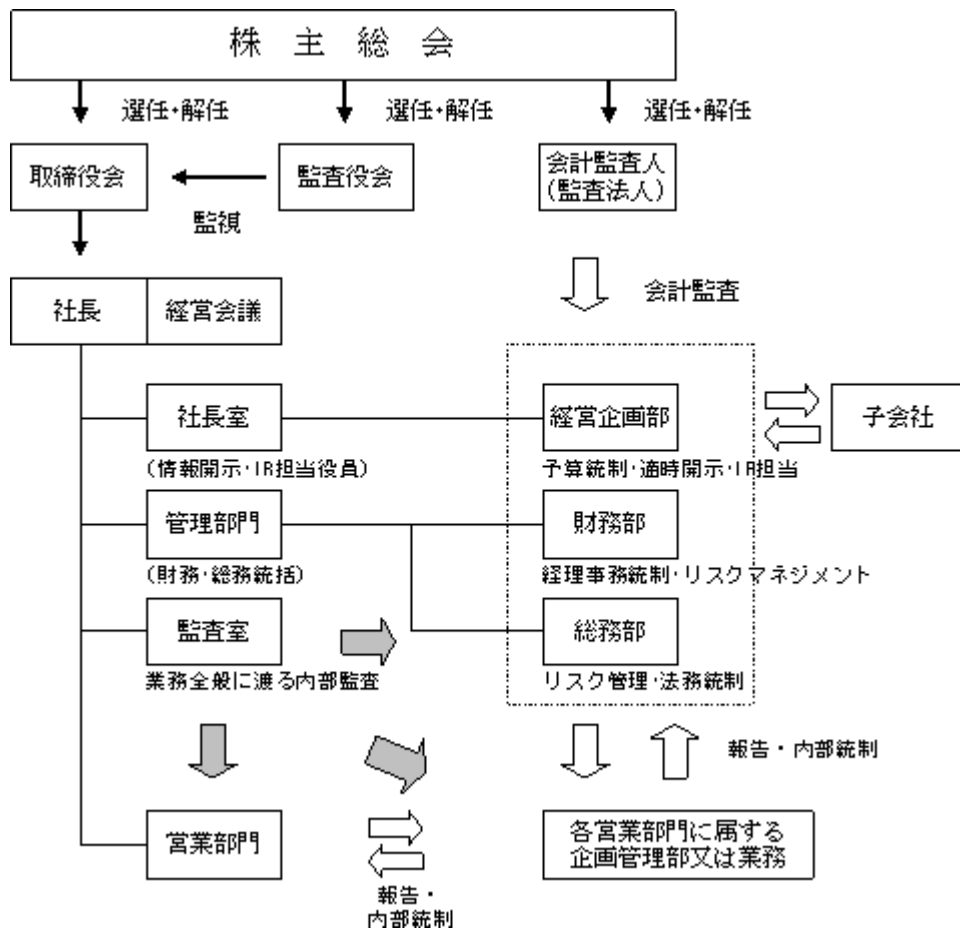 株主総会
選任・解任
選任・解任
選任・解任
取締役会
監査役会
会計監査人
（監査法人）
監視
会計監査
社長
経営会議
社長室
経営企画部
子会社
（情報開示・IR担当役員）
予算統制・適時開示・IR担当
管理部門
財務部
（財務・総務統括）
経理事務統制・リスクマネジメント
監査室
総務部
業務全般に渡る内部監査
リスク管理・法務統制
報告・内部統制
営業部門
各営業部門に属する
企画管理部又は業務
報告・
内部統制